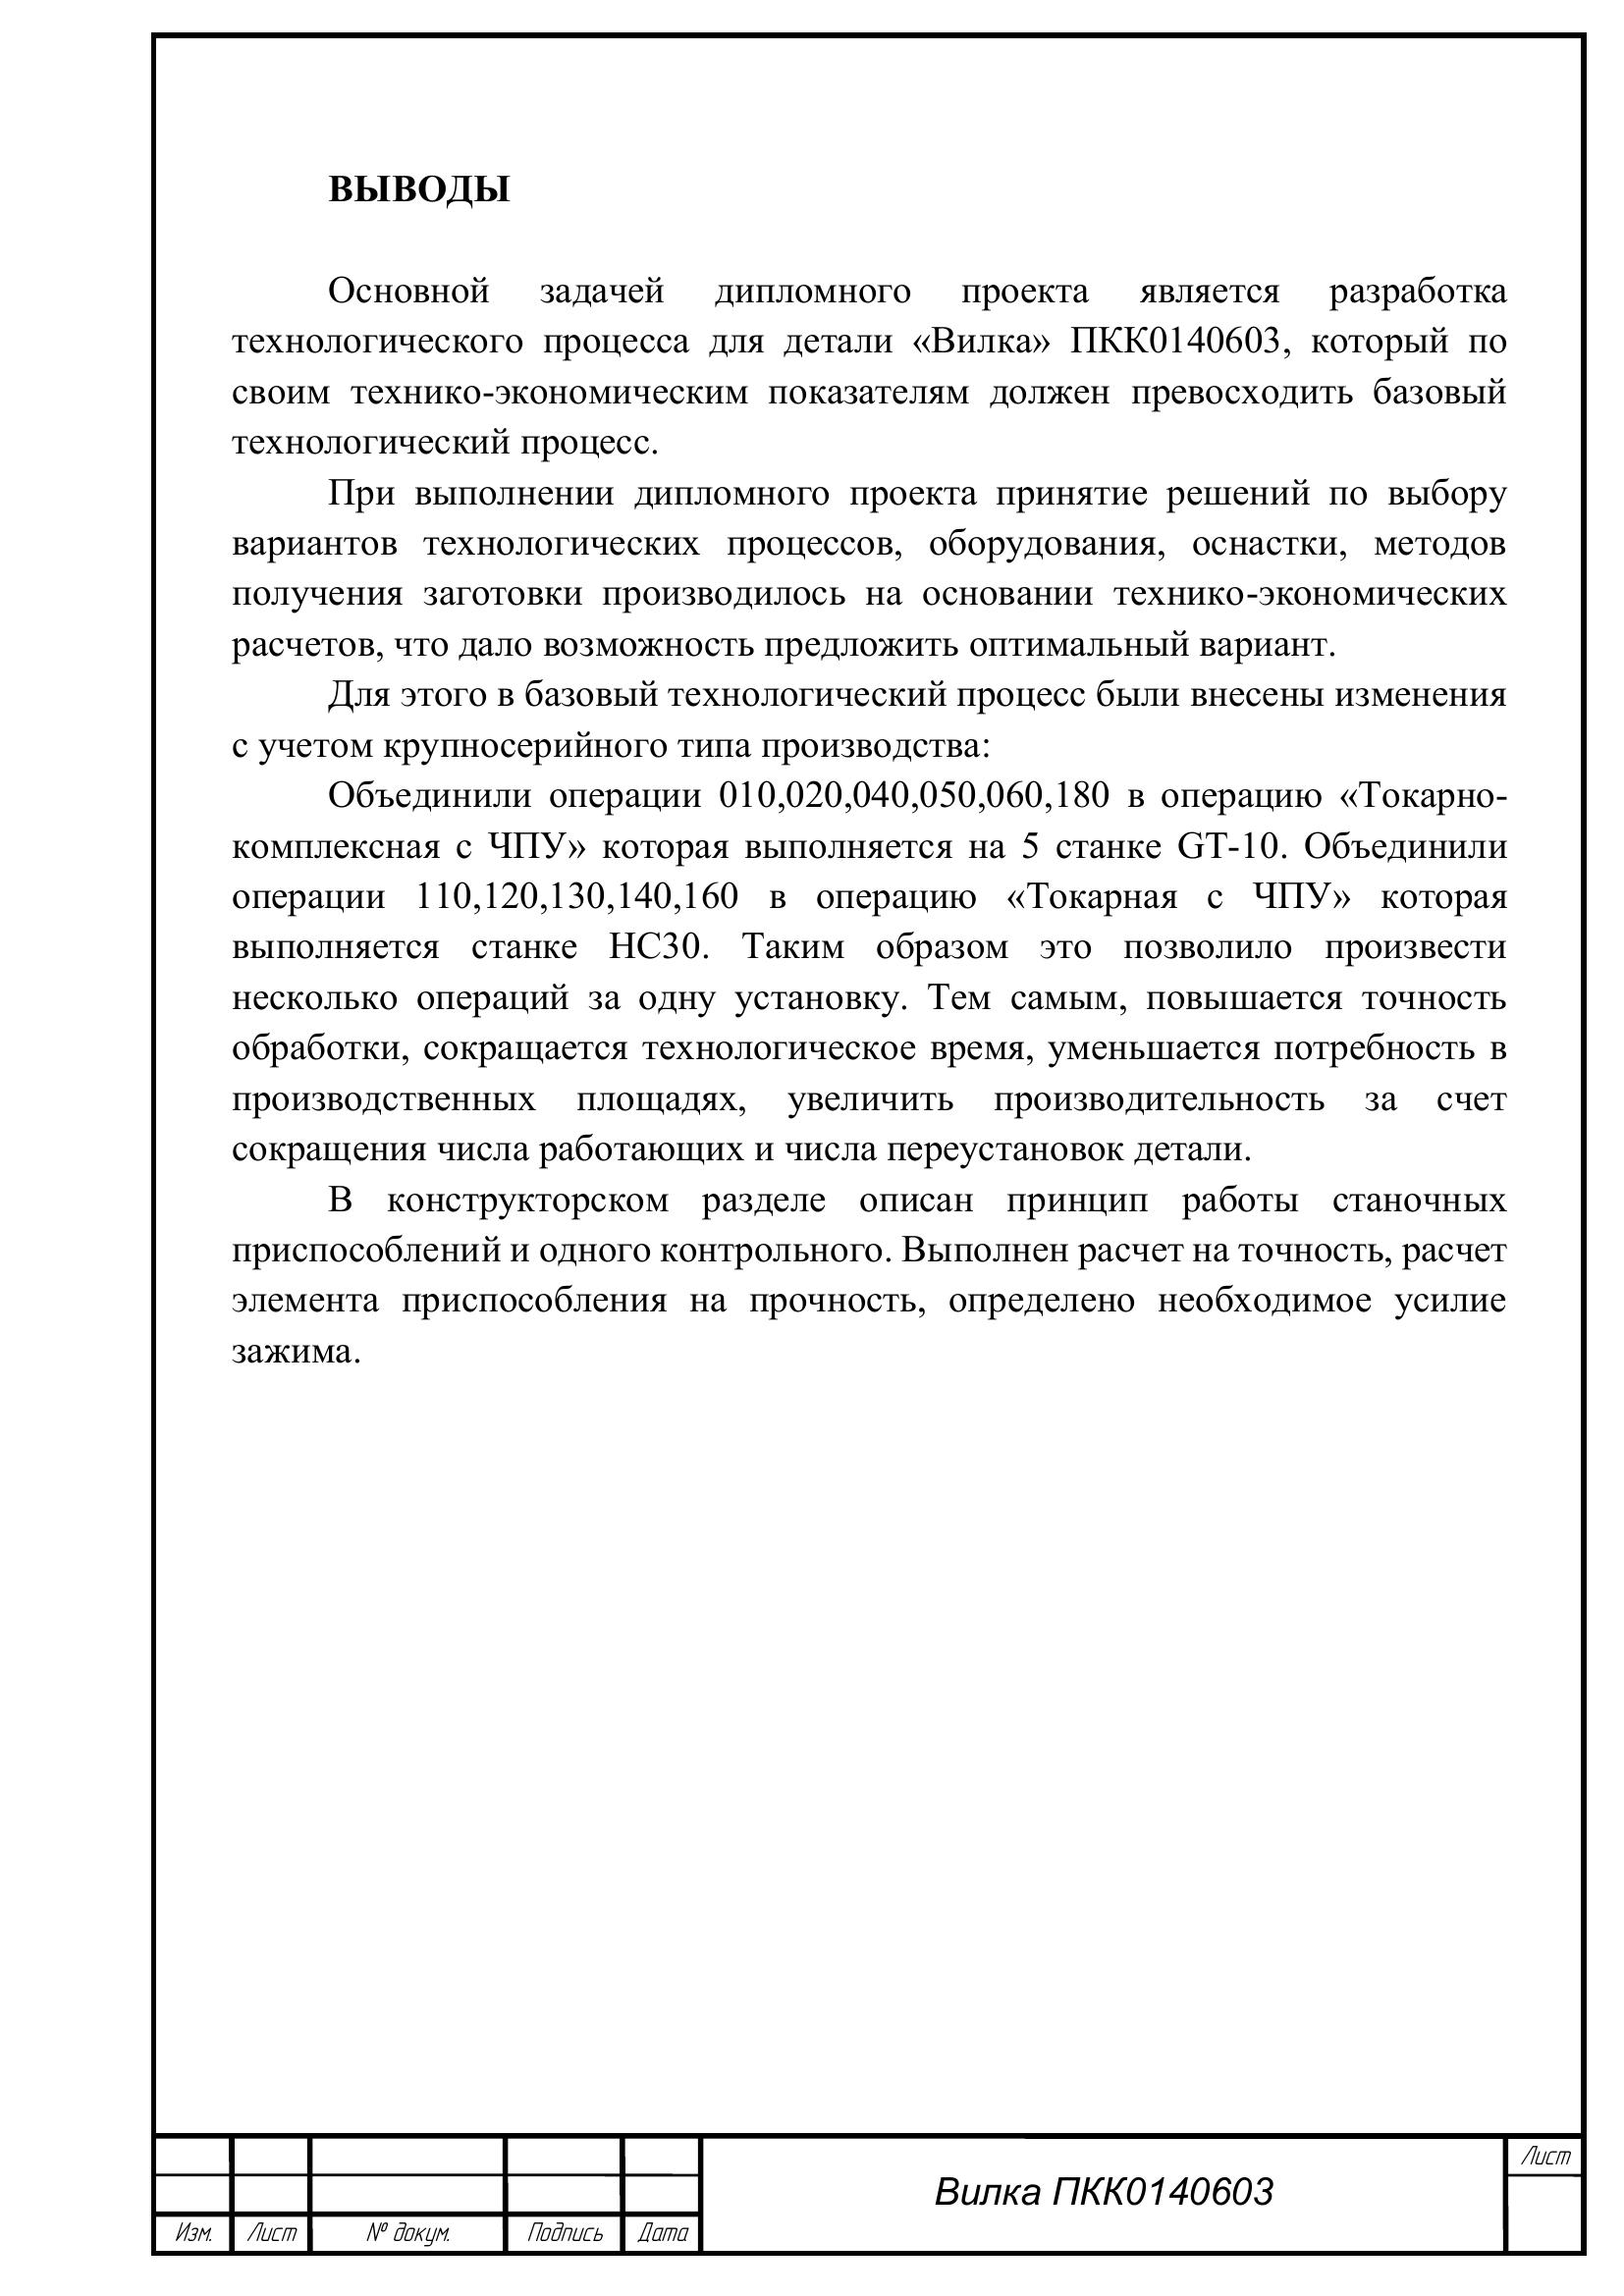 ВЫВОДЫ
Основной задачей дипломного проекта является разработка
технологического процесса для детали «Вилка» ПКК0140603, который по
своим технико-экономическим показателям должен превосходить базовый
технологический процесс.
При выполнении дипломного проекта принятие решений по выбору
вариантов технологических процессов, оборудования, оснастки, методов
получения заготовки производилось на основании технико-экономических
расчетов, что дало возможность предложить оптимальный вариант.
Для этого в базовый технологический процесс были внесены изменения
с учетом крупносерийного типа производства:
Объединили операции 010,020,040,050,060,180 в операцию «Токарно-
комплексная с ЧПУ» которая выполняется на 5 станке GT-10. Объединили
операции 110,120,130,140,160 в операцию «Токарная с ЧПУ» которая
выполняется станке НС30. Таким образом это позволило произвести
несколько операций за одну установку. Тем самым, повышается точность
обработки, сокращается технологическое время, уменьшается потребность в
производственных площадях, увеличить производительность за счет
сокращения числа работающих и числа переустановок детали.
В конструкторском разделе описан принцип работы станочных
приспособлений и одного контрольного. Выполнен расчет на точность, расчет
элемента приспособления на прочность, определено необходимое усилие
зажима.
Лист
Вилка ПКК0140603
Изм. Лист № докум. Подпись Дата